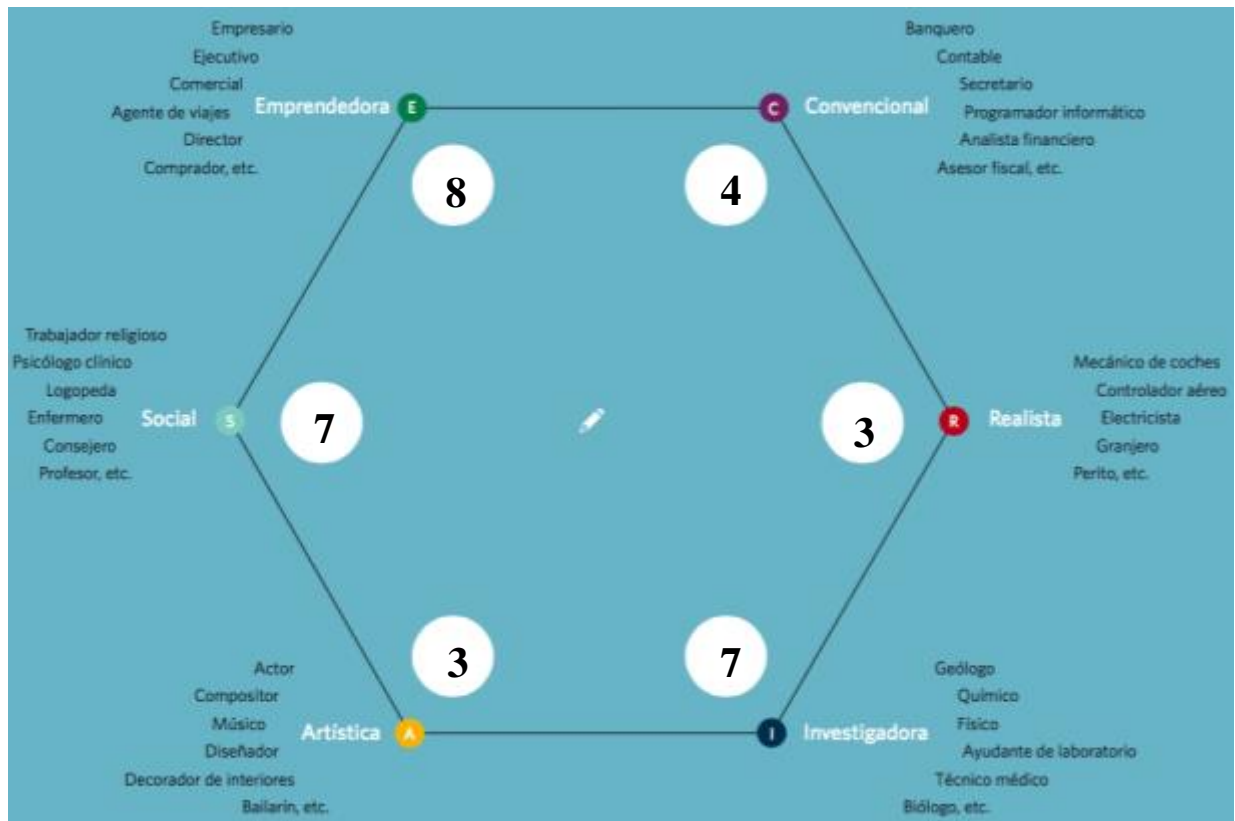 Empresario
Ejecutivo
Comercial
Agente de viajes
Director
Comprador, etc.
Emprendedora
E
8
Banquero
Contable
Secretario
Programador informático
Analista financiero
Asesor fiscal, etc.
C
Convencional
4
Trabajador religioso
Psicólogo clínico
Logopeda
Enfermero
Consejero
Profesor, etc.
Social
S
7
Mecánico de coches
Controlador aéreo
Electricista
Granjero
Perito, etc.
3
R
Realista
Actor
Compositor
Músico
Diseñador
Decorador de interiores
Bailarín, etc.
Artística
A
3
Geólogo
Químico
Físico
Ayudante de laboratorio
Técnico médico
Biólogo, etc.
7
I
Investigadora